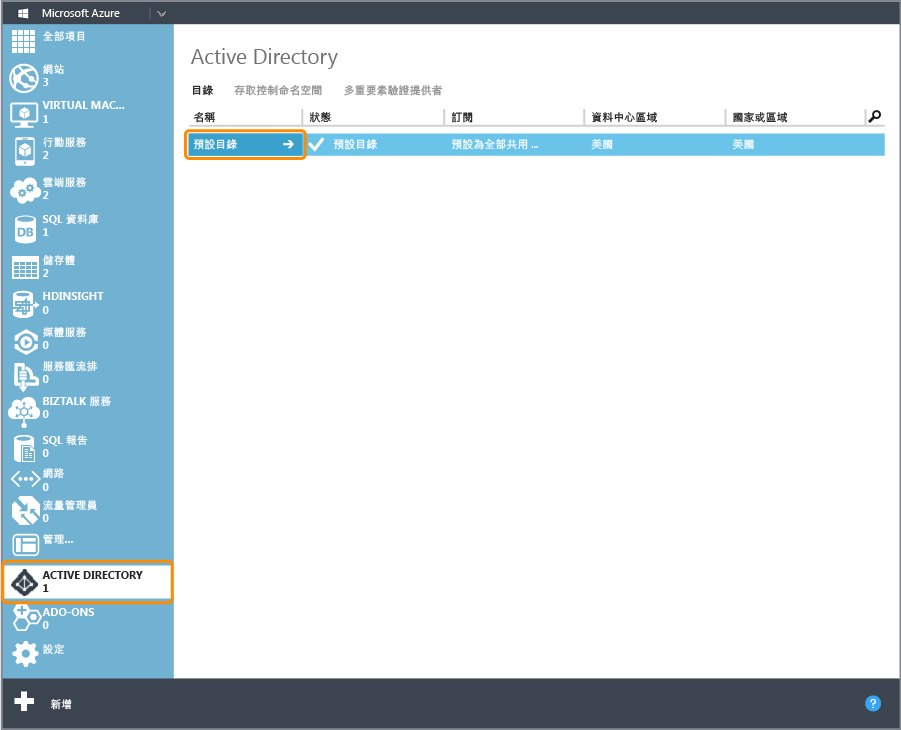 Microsoft Azure
全部項目
網站
3
VIRTUAL MAC...
1
行動服務
2
雲端服務
2
SQL 資料庫
1
DB
儲存體
2
HDINSIGHT
0
媒體服務
0
服務匯流排
0
BIZTALK 服務
0
SQL 報告
0
網路
0
流量管理員
0
管理...
ACTIVE DIRECTORY
1
ADO-ONS
0
設定
Active Directory
目錄 存取控制命名空間 多重要素驗證提供者
名稱 狀態 訂閱 資料中心區域 國家或區域
預設目錄 預設目錄 預設為全部共用 ... 美國 美國
新增
?